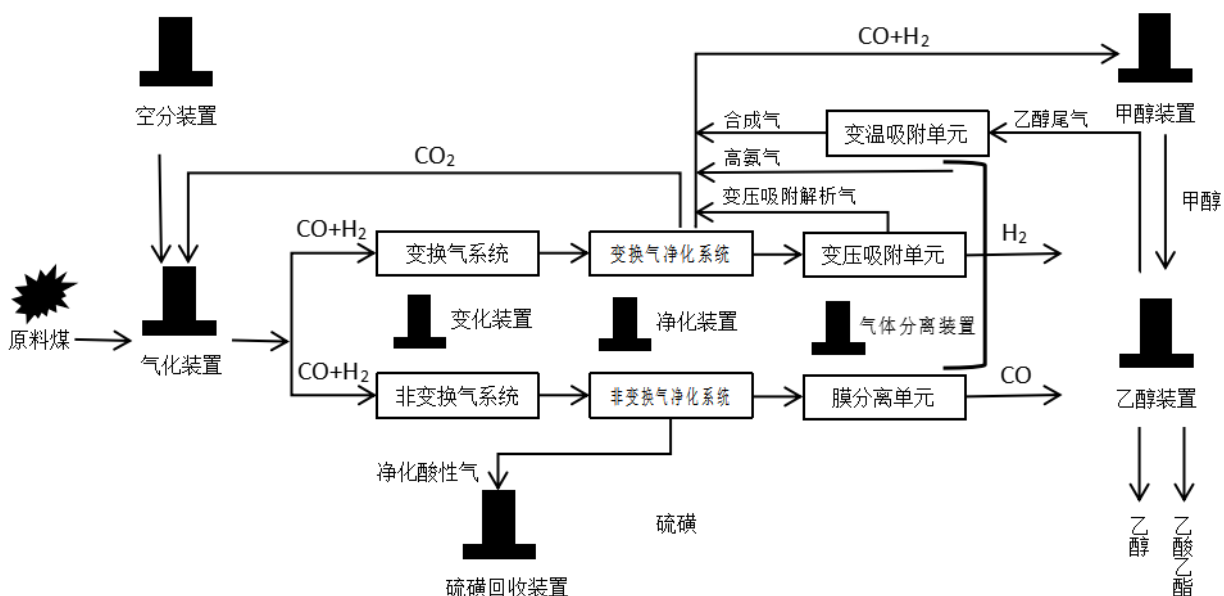 CO+H₂
空分装置
甲醇装置
合成气
变温吸附单元
乙醇尾气
CO₂
高氨气
变压吸附解析气
甲醇
CO+H₂
变换气系统
变换气净化系统
变压吸附单元
H₂
原料煤
气化装置
变化装置
净化装置
气体分离装置
CO+H₂
非变换气系统
非变换气净化系统
膜分离单元
CO
乙醇装置
净化酸性气
硫磺
硫磺回收装置
乙醇
乙酸乙酯